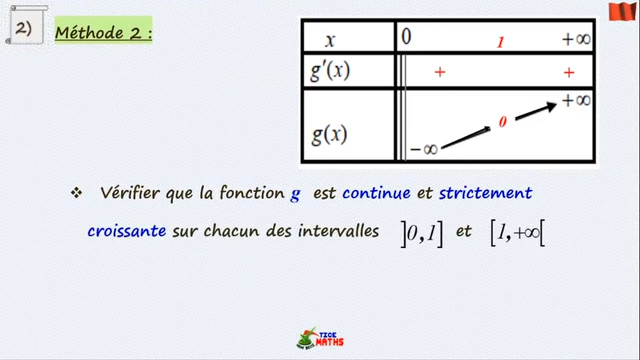 2)
Méthode 2 :
x 0 1 +∞
g'(x) + +
g(x) −∞ 0 +∞
❖ Vérifier que la fonction g est continue et strictement
croissante sur chacun des intervalles ]0,1] et [1,+∞[
TICE
MATHS